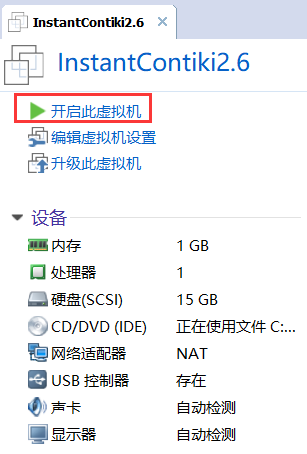 InstantContiki2.6
InstantContiki2.6
开启此虚拟机
编辑虚拟机设置
升级此虚拟机
设备
内存 1 GB
处理器 1
硬盘(SCSI) 15 GB
CD/DVD (IDE) 正在使用文件 C:...
网络适配器 NAT
USB 控制器 存在
声卡 自动检测
显示器 自动检测